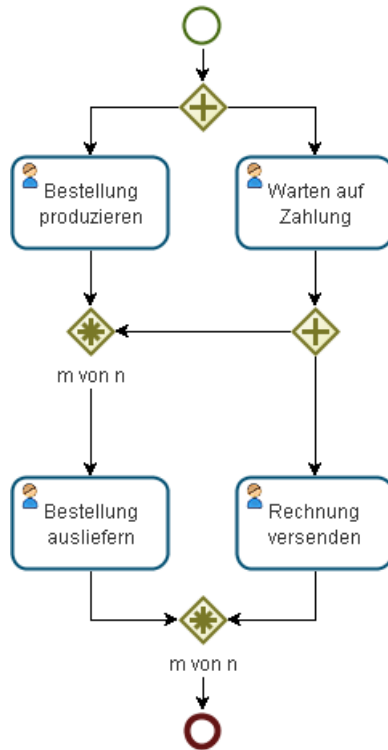 Bestellung
produzieren
Warten auf
Zahlung
m von n
Bestellung
ausliefern
Rechnung
versenden
m von n